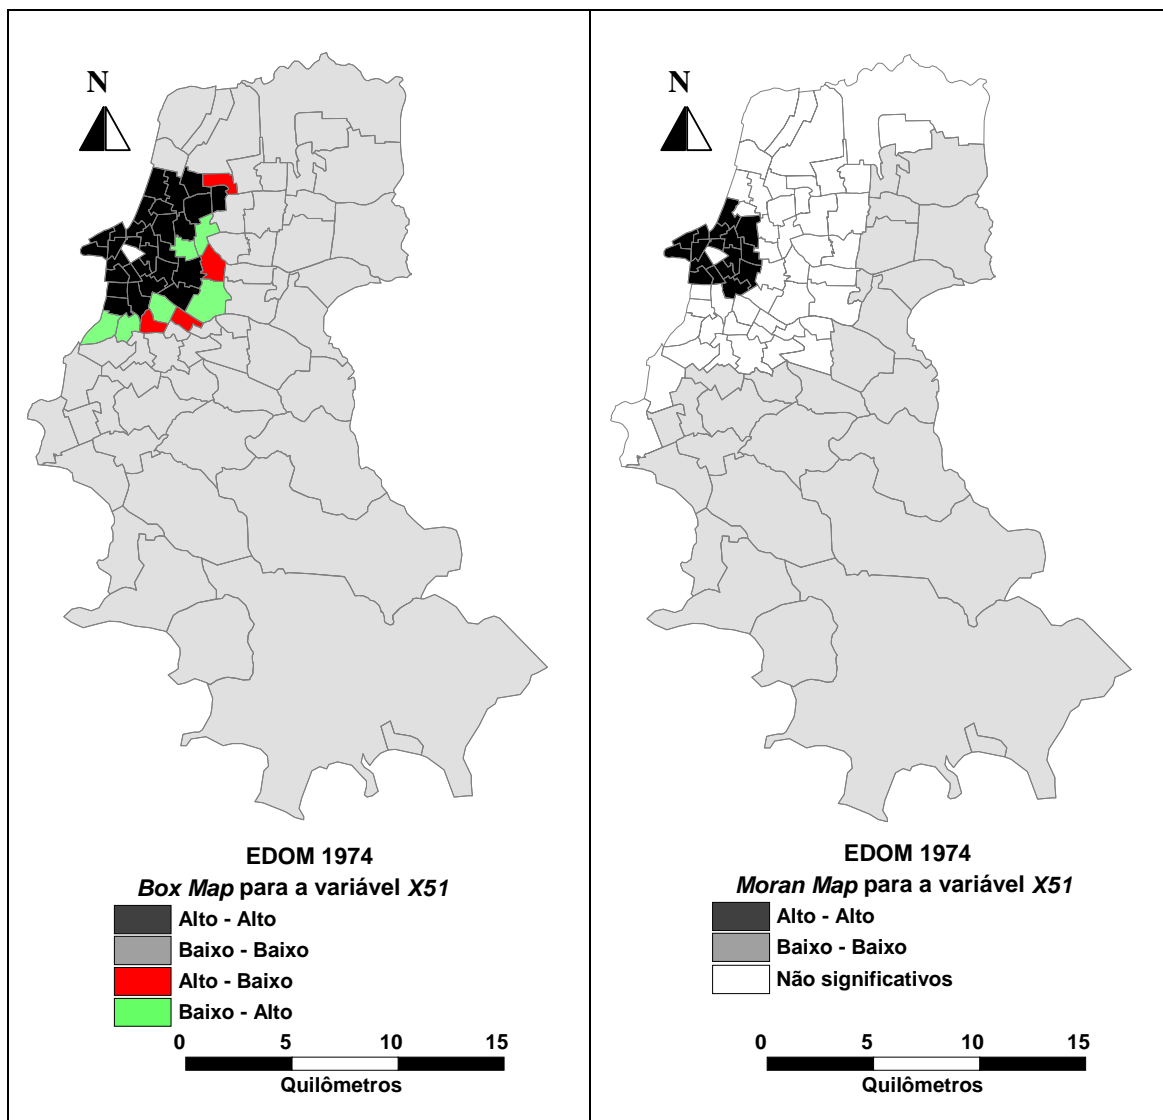 N
EDOM 1974
Box Map para a variável X51
Alto - Alto
Baixo - Baixo
Alto - Baixo
Baixo - Alto
0 5 10 15
Quilômetros
N
EDOM 1974
Moran Map para a variável X51
Alto - Alto
Baixo - Baixo
Não significativos
0 5 10 15
Quilômetros